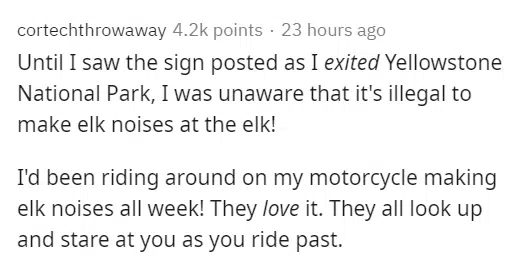 cortechthrowaway 4.2k points · 23 hours ago
Until I saw the sign posted as I exited Yellowstone
National Park, I was unaware that it's illegal to
make elk noises at the elk!
I'd been riding around on my motorcycle making
elk noises all week! They love it. They all look up
and stare at you as you ride past.